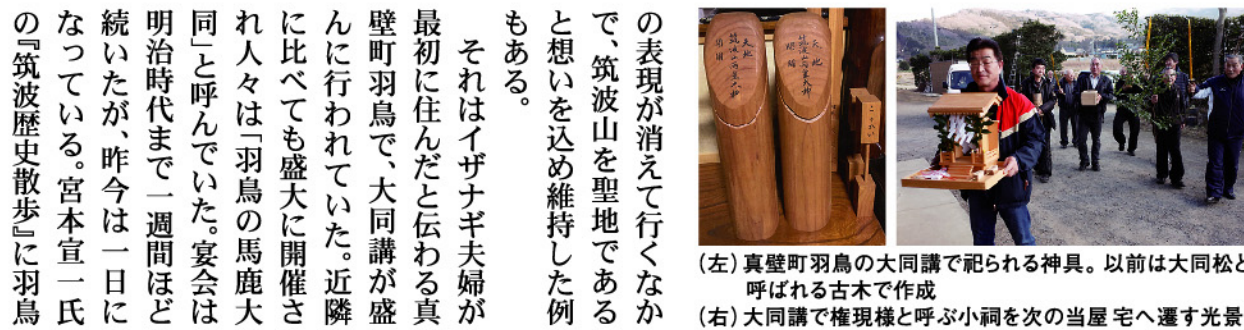 の表現が消えて行くなか
で、筑波山を聖地である
と想いを込め維持した例
もある。
それはイザナギ夫婦が
最初に住んだと伝わる真
壁町羽鳥で、大同講が盛
んに行われていた。近隣
に比べても盛大に開催さ
れ人々は「羽鳥の馬鹿大
同」と呼んでいた。宴会は
明治時代まで一週間ほど
続いたが、昨今は一日に
なっている。宮本宣一氏
の『筑波歴史散歩』に羽鳥
天地
天地
(左)真壁町羽鳥の大同講で祀られる神具。以前は大同松と
呼ばれる古木で作成
(右)大同講で権現様と呼ぶ小祠を次の当屋宅へ遷す光景